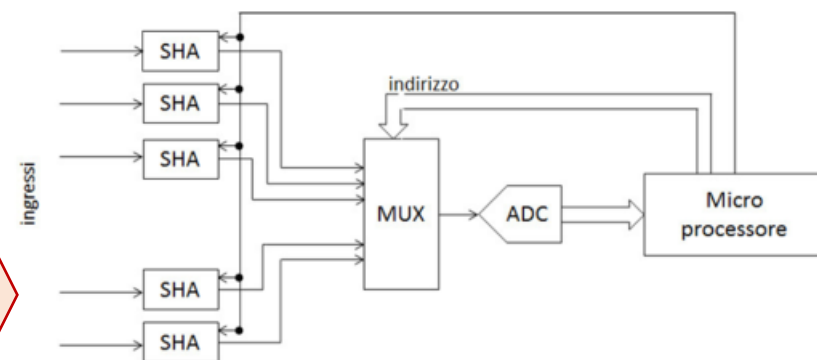 SHA
indirizzo
SHA
SHA
ingressi
MUX
ADC
Micro
processore
SHA
SHA